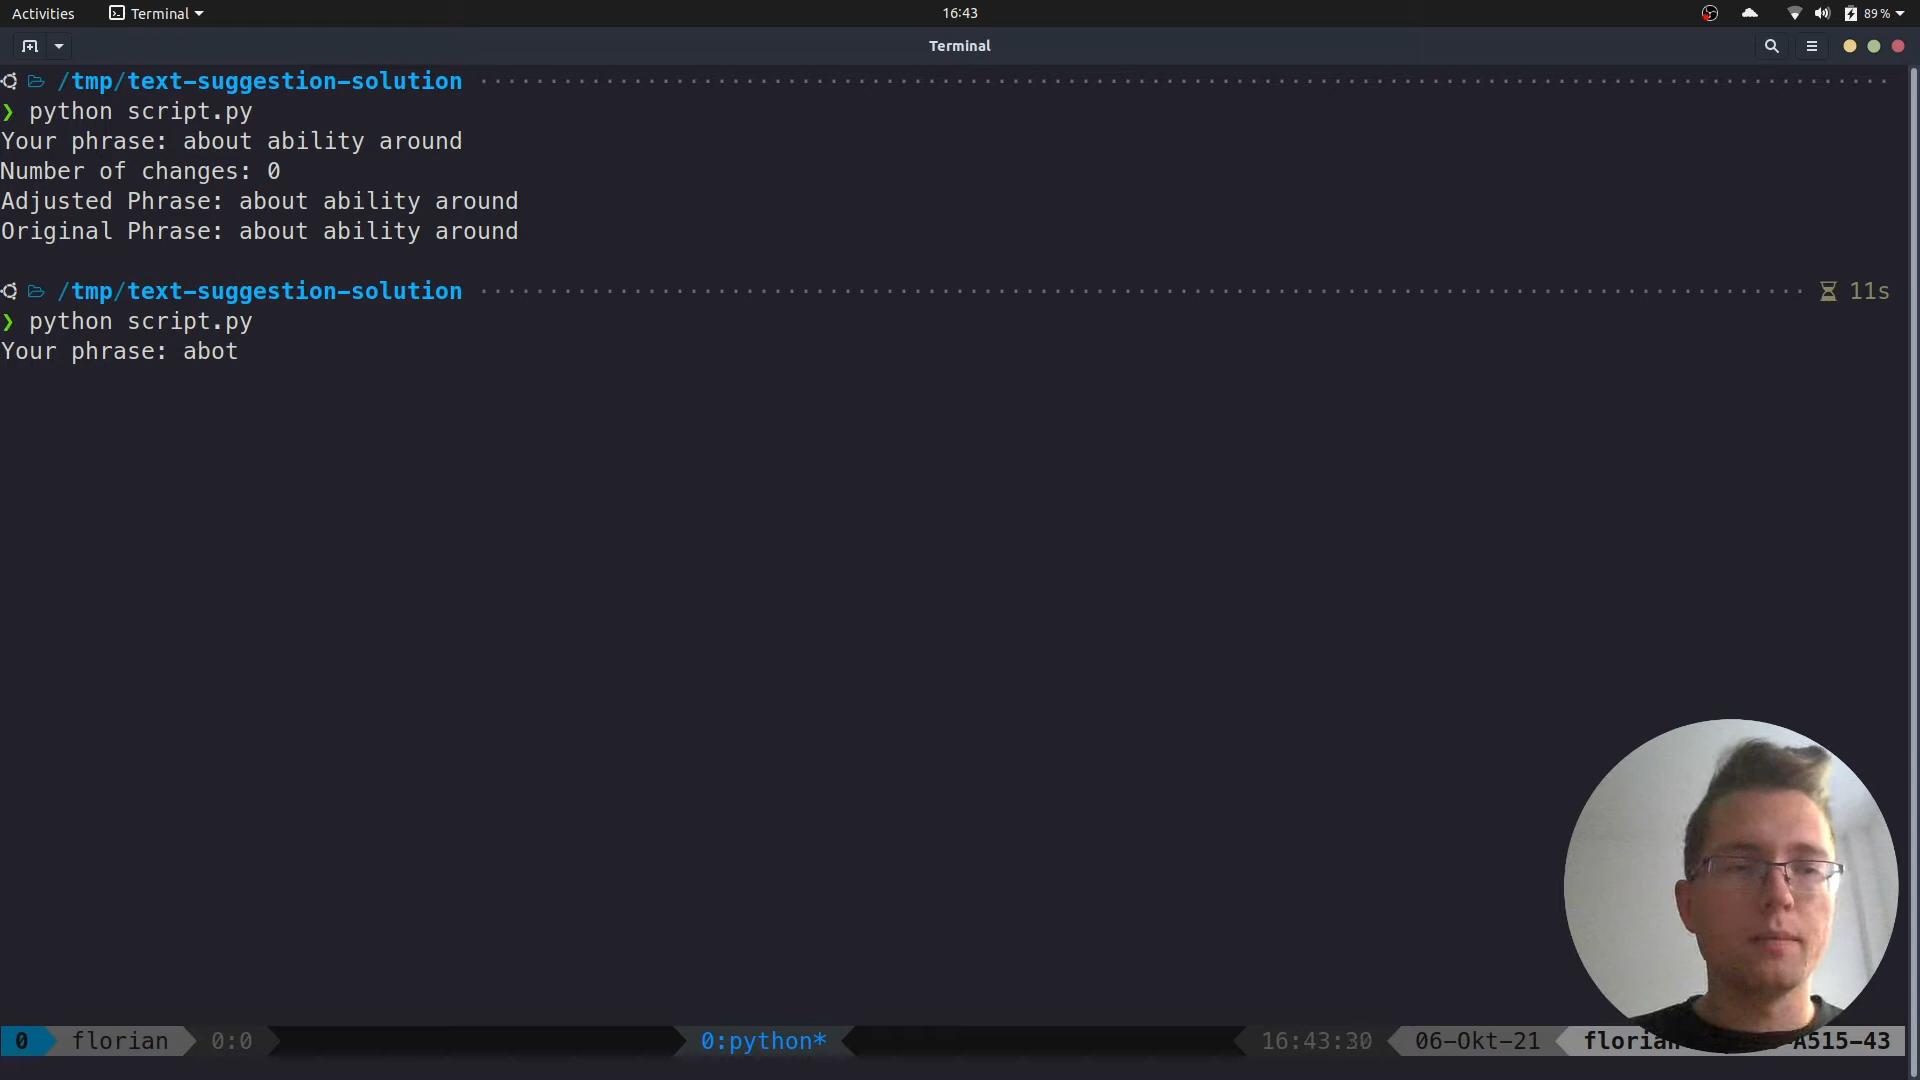 Activities Terminal 16:43 89 %
Terminal
/tmp/text-suggestion-solution
❯ python script.py
Your phrase: about ability around
Number of changes: 0
Adjusted Phrase: about ability around
Original Phrase: about ability around
/tmp/text-suggestion-solution 11s
❯ python script.py
Your phrase: abot
0 florian 0:0 0:python* 16:43:30 06-Okt-21 florian A515-43